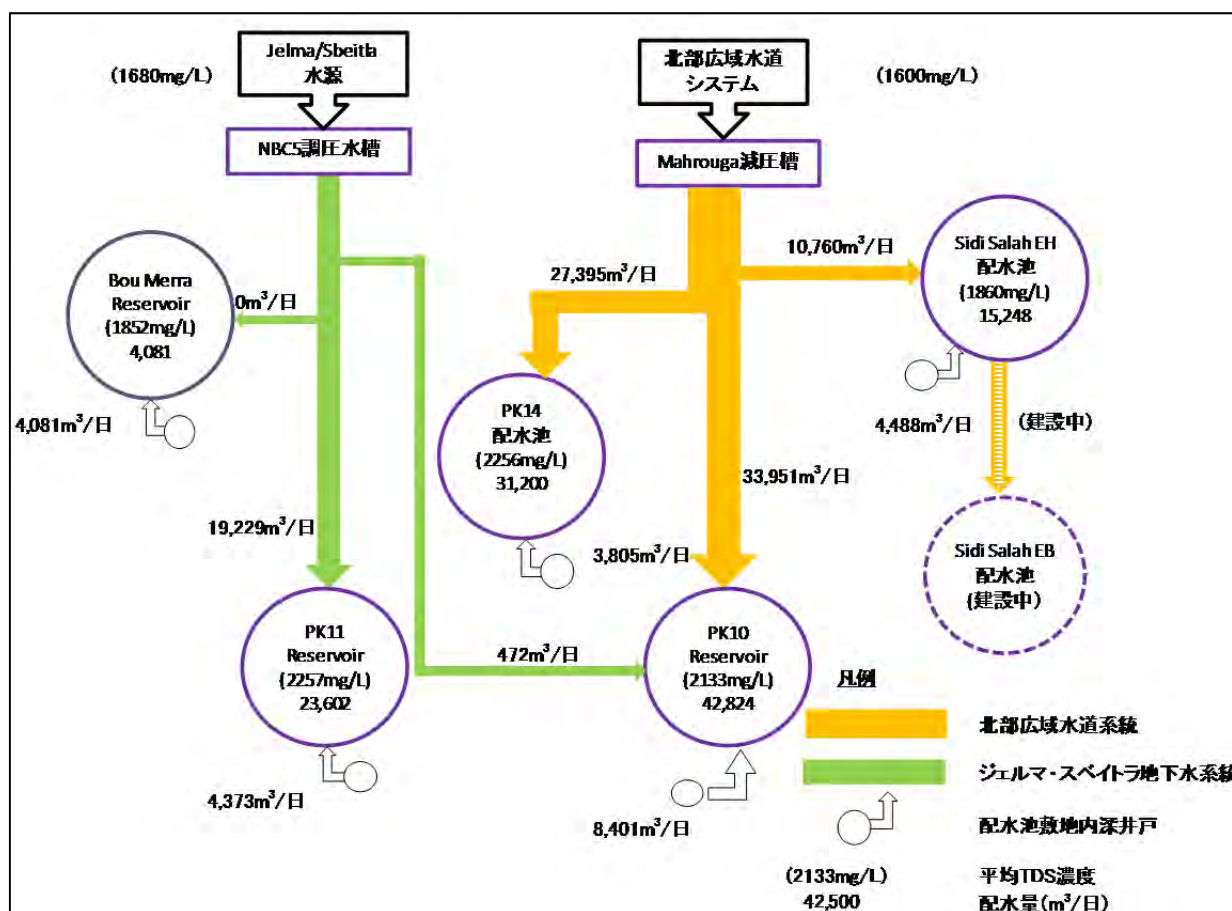 Jelma/Sbeitla
水源
(1680mg/L)
北部広域水道
システム
(1600mg/L)
NBC5調圧水槽
Mahrouga減圧槽
10,760m³/日
Sidi Salah EH
配水池
(1860mg/L)
15,248
27,395m³/日
Bou Merra
Reservoir
(1852mg/L)
4,081
0m³/日
4,081m³/日
PK14
配水池
(2256mg/L)
31,200
4,488m³/日
(建設中)
33,951m³/日
19,229m³/日
3,805m³/日
Sidi Salah EB
配水池
(建設中)
PK11
Reservoir
(2257mg/L)
23,602
472m³/日
PK10
Reservoir
(2133mg/L)
42,824
4,373m³/日
8,401m³/日
凡例
北部広域水道系統
ジェルマ・スベイトラ地下水系統
配水池敷地内深井戸
(2133mg/L)
平均TDS濃度
42,500
配水量(m³/日)